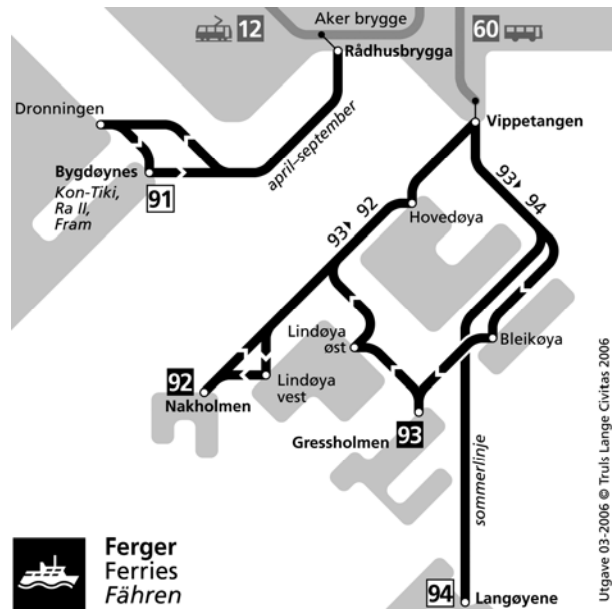 Aker brygge
12
60
Rådhusbrygga
Dronningen
Vippetangen
april–september
Bygdøynes
Kon-Tiki,
Ra II,
Fram
91
93 92
93 94
Hovedøya
Lindøya
øst
Bleikøya
92
Nakholmen
Lindøya
vest
Gressholmen
93
sommerlinje
94
Langøyene
Ferger
Ferries
Fähren
Utgave 03-2006 © Truls Lange Civitas 2006